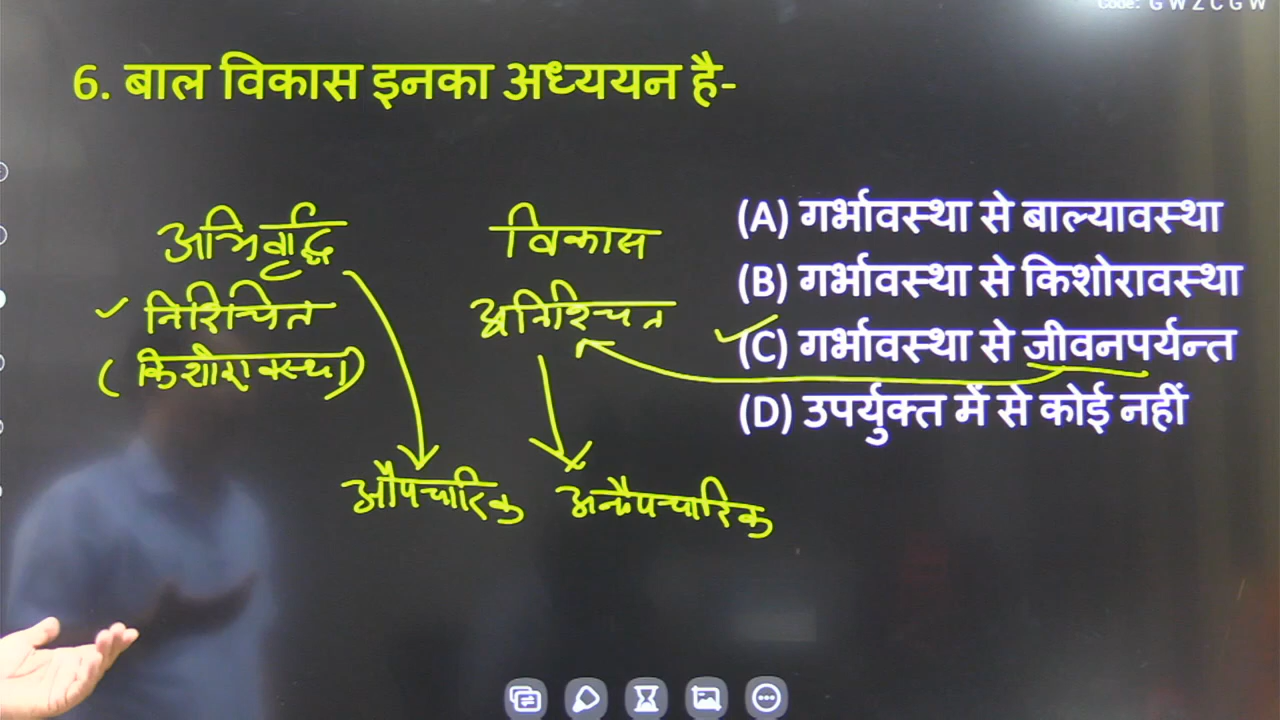 Code: G W Z C G W
6. बाल विकास इनका अध्ययन है-
अभिवृद्धि
निश्चित
(किशोरावस्था)
विकास
अनिश्चित
औपचारिक
अनौपचारिक
(A) गर्भावस्था से बाल्यावस्था
(B) गर्भावस्था से किशोरावस्था
(C) गर्भावस्था से जीवनपर्यन्त
(D) उपर्युक्त में से कोई नहीं